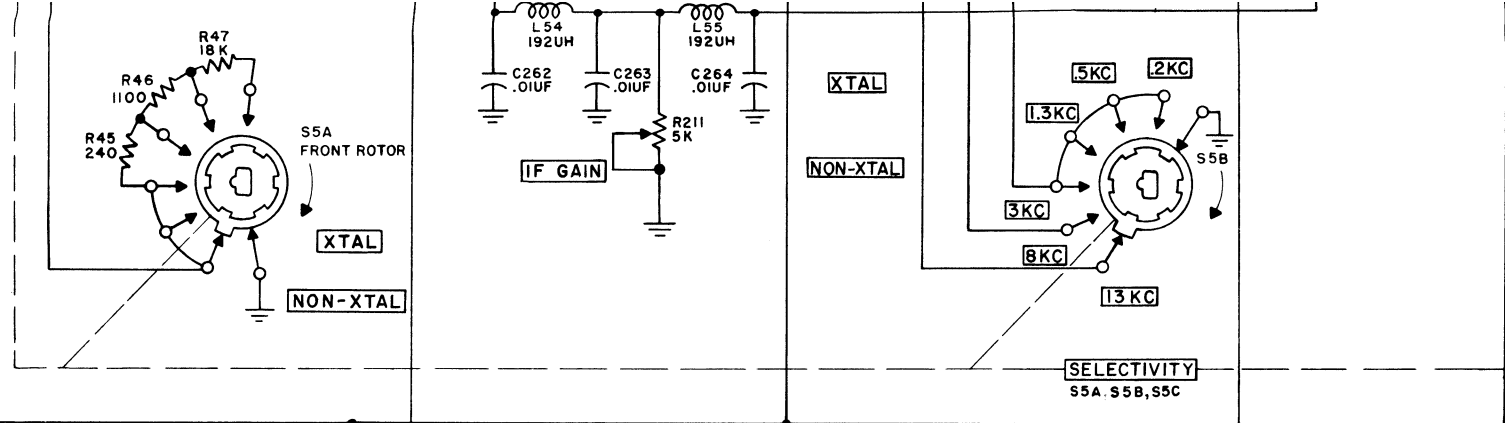 R47
18K
R46
1100
R45
240
S5A
FRONT ROTOR
XTAL
NON-XTAL
L54
192UH
L55
192UH
C262
.01UF
C263
.01UF
C264
.01UF
R211
5K
IF GAIN
XTAL
NON-XTAL
.5KC
.2KC
1.3KC
S5B
3KC
8KC
13KC
SELECTIVITY
S5A.S5B,S5C